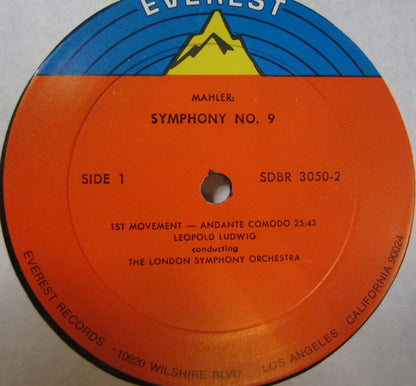 EVEREST
MAHLER:
SYMPHONY NO. 9
SIDE 1
SDBR 3050-2
1ST MOVEMENT — ANDANTE COMODO 25:43
LEOPOLD LUDWIG
conducting
THE LONDON SYMPHONY ORCHESTRA
EVEREST RECORDS · 10920 WILSHIRE BLVD. · LOS ANGELES, CALIFORNIA 90024